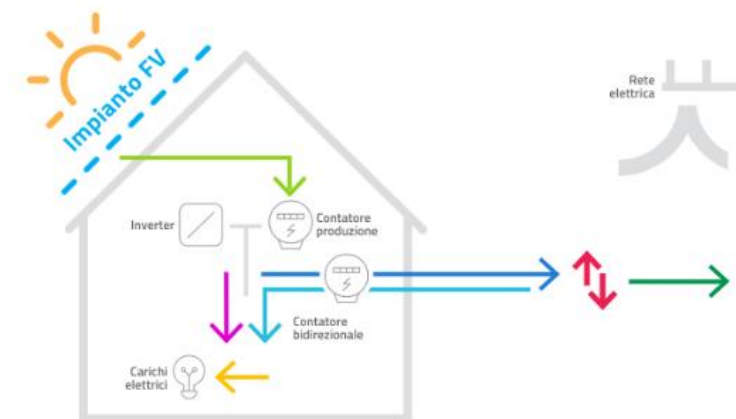 Impianto FV
Rete
elettrica
Inverter
Contatore
produzione
Contatore
bidirezionale
Carichi
elettrici